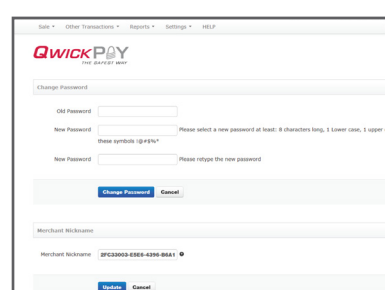 Sale Other Transactions Reports Settings HELP
QWICKPAY
THE SAFEST WAY
Change Password
Old Password
New Password Please select a new password at least: 8 characters long, 1 Lower case, 1 upper
these symbols !@#$%*
New Password Please retype the new password
Change Password Cancel
Merchant Nickname
Merchant Nickname 2FC33003-E5E6-4396-B6A1
Update Cancel